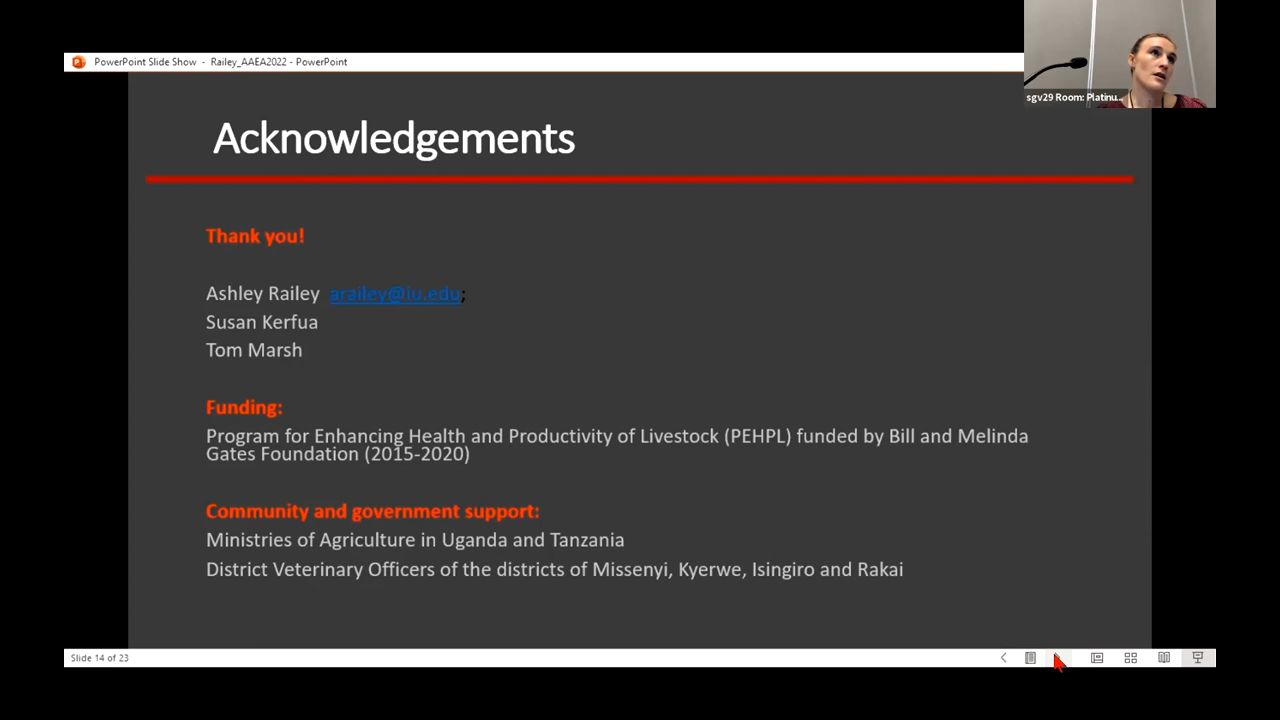 PowerPoint Slide Show - Railey_AAEA2022 - PowerPoint
sgv29 Room: Platinu...
Acknowledgements
Thank you!
Ashley Railey arailey@iu.edu;
Susan Kerfua
Tom Marsh
Funding:
Program for Enhancing Health and Productivity of Livestock (PEHPL) funded by Bill and Melinda
Gates Foundation (2015-2020)
Community and government support:
Ministries of Agriculture in Uganda and Tanzania
District Veterinary Officers of the districts of Missenyi, Kyerwe, Isingiro and Rakai
Slide 14 of 23